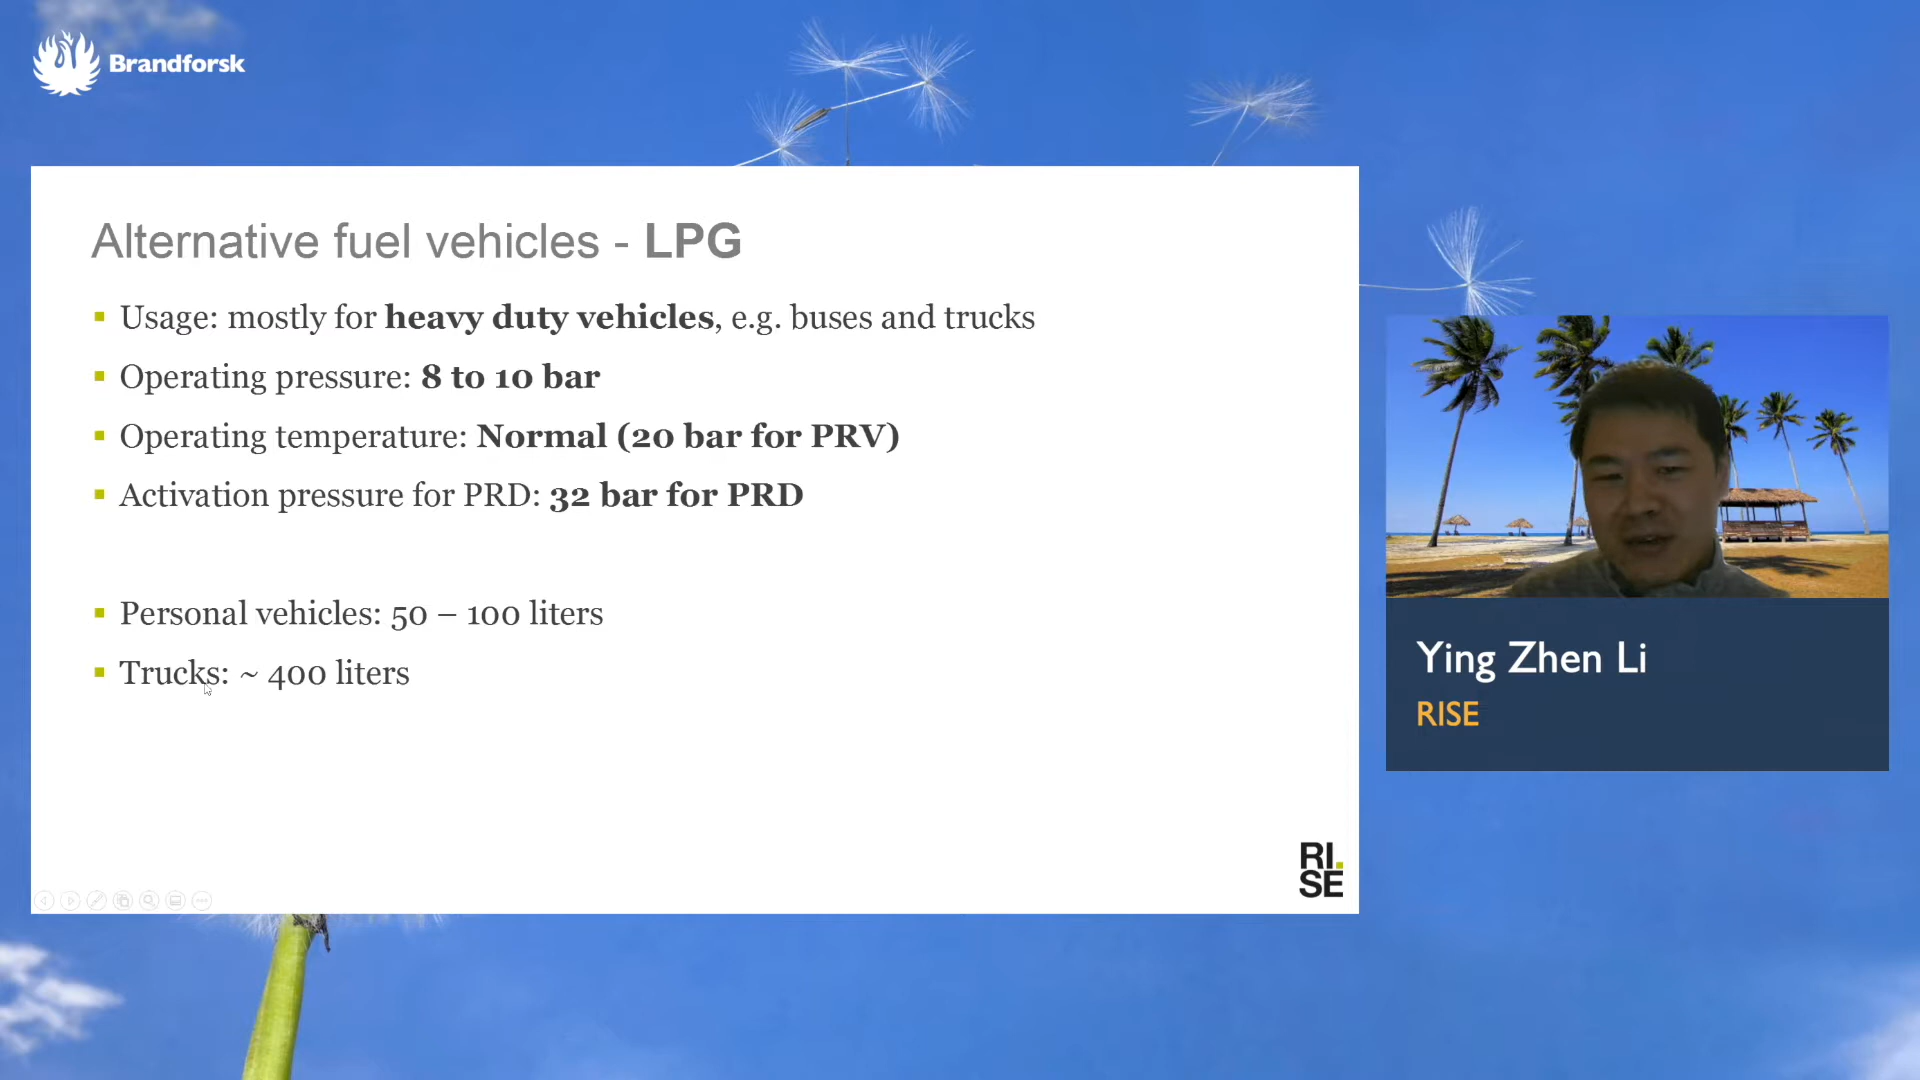 Brandforsk
Alternative fuel vehicles - LPG
Usage: mostly for heavy duty vehicles, e.g. buses and trucks
Operating pressure: 8 to 10 bar
Operating temperature: Normal (20 bar for PRV)
Activation pressure for PRD: 32 bar for PRD
Personal vehicles: 50 – 100 liters
Trucks: ~ 400 liters
RI.
SE
Ying Zhen Li
RISE